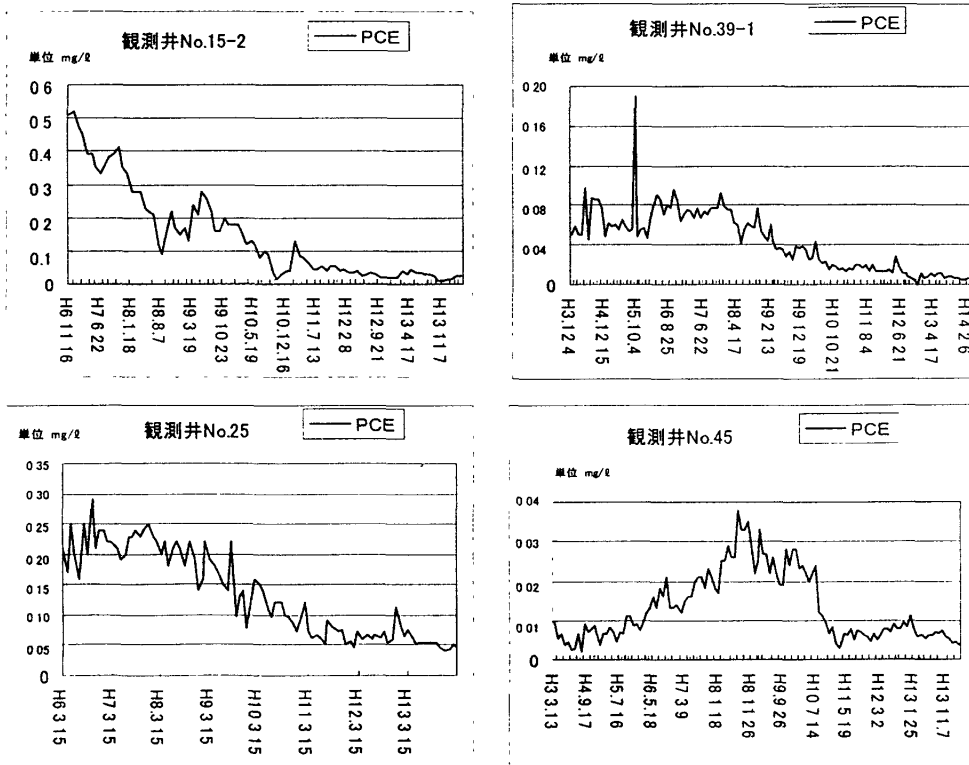 観測井No.15-2
PCE
単位 mg/ℓ
0.6
0.5
0.4
0.3
0.2
0.1
0
H6 11 16
H7 6 22
H8.1.18
H8.8.7
H9 3 19
H9 10 23
H10.5.19
H10.12.16
H11.7 13
H12 2 8
H12 9 21
H13 4 17
H13 11 7
観測井No.39-1
PCE
単位 mg/ℓ
0 20
0 16
0 12
0 08
0 04
0
H3.12 4
H4.12 15
H5.10 4
H6 8 25
H7 6 22
H8.4 17
H9 2 13
H9 12 19
H10 10 21
H11 8 4
H12 6 21
H13 4 17
H14 2 6
観測井No.25
PCE
単位 mg/ℓ
0 35
0 30
0 25
0 20
0 15
0 10
0 05
0
H6 3 15
H7 3 15
H8.3 15
H9 3 15
H10.3 15
H11 3 15
H12.3 15
H13 3 15
観測井No.45
PCE
単位 mg/ℓ
0 04
0.03
0 02
0 01
0
H3.3.13
H4.9.17
H5.7 16
H6.5.18
H7 3 9
H8 1 18
H8 11 26
H9.9 26
H10 7 14
H11 5 19
H12 3 2
H13 1 25
H13 11.7